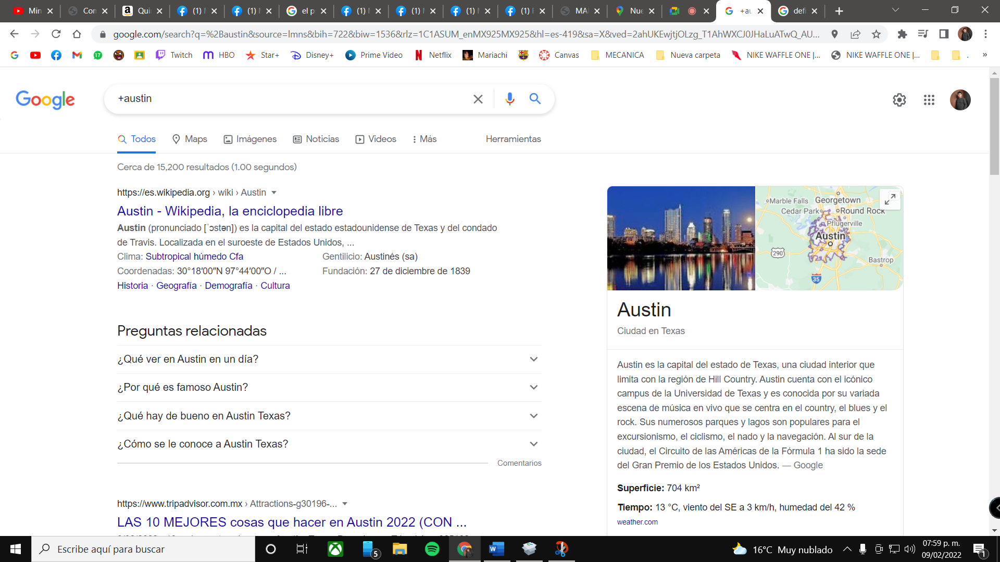 Min
Con
Qui
(1) 
(1) 
el p
(1) 
(1) 
(1) 
(1) F
MA
Nue
+au
defi
google.com/search?q=%2Baustin&source=lmns&bih=722&biw=1536&rlz=1C1ASUM_enMX925MX925&hl=es-419&sa=X&ved=2ahUKEwjtjOLzg_T1AhWXCJ0JHaLuATwQ_AU...
17
Twitch
HBO
Star+
Disney+
Prime Video
Netflix
Mariachi
Canvas
MECANICA
Nueva carpeta
NIKE WAFFLE ONE |...
NIKE WAFFLE ONE |...
.
»
Google
+austin
Todos
Maps
Imágenes
Noticias
Videos
Más
Herramientas
Cerca de 15,200 resultados (1.00 segundos)
https://es.wikipedia.org › wiki › Austin
Austin - Wikipedia, la enciclopedia libre
Austin (pronunciado [ˈɔstən]) es la capital del estado estadounidense de Texas y del condado
de Travis. Localizada en el suroeste de Estados Unidos, ...
Clima: Subtropical húmedo Cfa
Gentilicio: Austinés (sa)
Coordenadas: 30°18′00″N 97°44′00″O / ...
Fundación: 27 de diciembre de 1839
Historia · Geografía · Demografía · Cultura
Preguntas relacionadas
¿Qué ver en Austin en un día?
¿Por qué es famoso Austin?
¿Qué hay de bueno en Austin Texas?
¿Cómo se le conoce a Austin Texas?
Comentarios
https://www.tripadvisor.com.mx › Attractions-g30196-...
LAS 10 MEJORES cosas que hacer en Austin 2022 (CON ...
Marble Falls
Georgetown
Cedar Park
Round Rock
Pflugerville
Austin
290
Bastrop
35
Austin
Ciudad en Texas
Austin es la capital del estado de Texas, una ciudad interior que
limita con la región de Hill Country. Austin cuenta con el icónico
campus de la Universidad de Texas y es conocida por su variada
escena de música en vivo que se centra en el country, el blues y el
rock. Sus numerosos parques y lagos son populares para el
excursionismo, el ciclismo, el nado y la navegación. Al sur de la
ciudad, el Circuito de las Américas de la Fórmula 1 ha sido la sede
del Gran Premio de los Estados Unidos. — Google
Superficie: 704 km²
Tiempo: 13 °C, viento del SE a 3 km/h, humedad del 42 %
weather.com
Escribe aquí para buscar
5
16°C Muy nublado
07:59 p. m.
09/02/2022
1